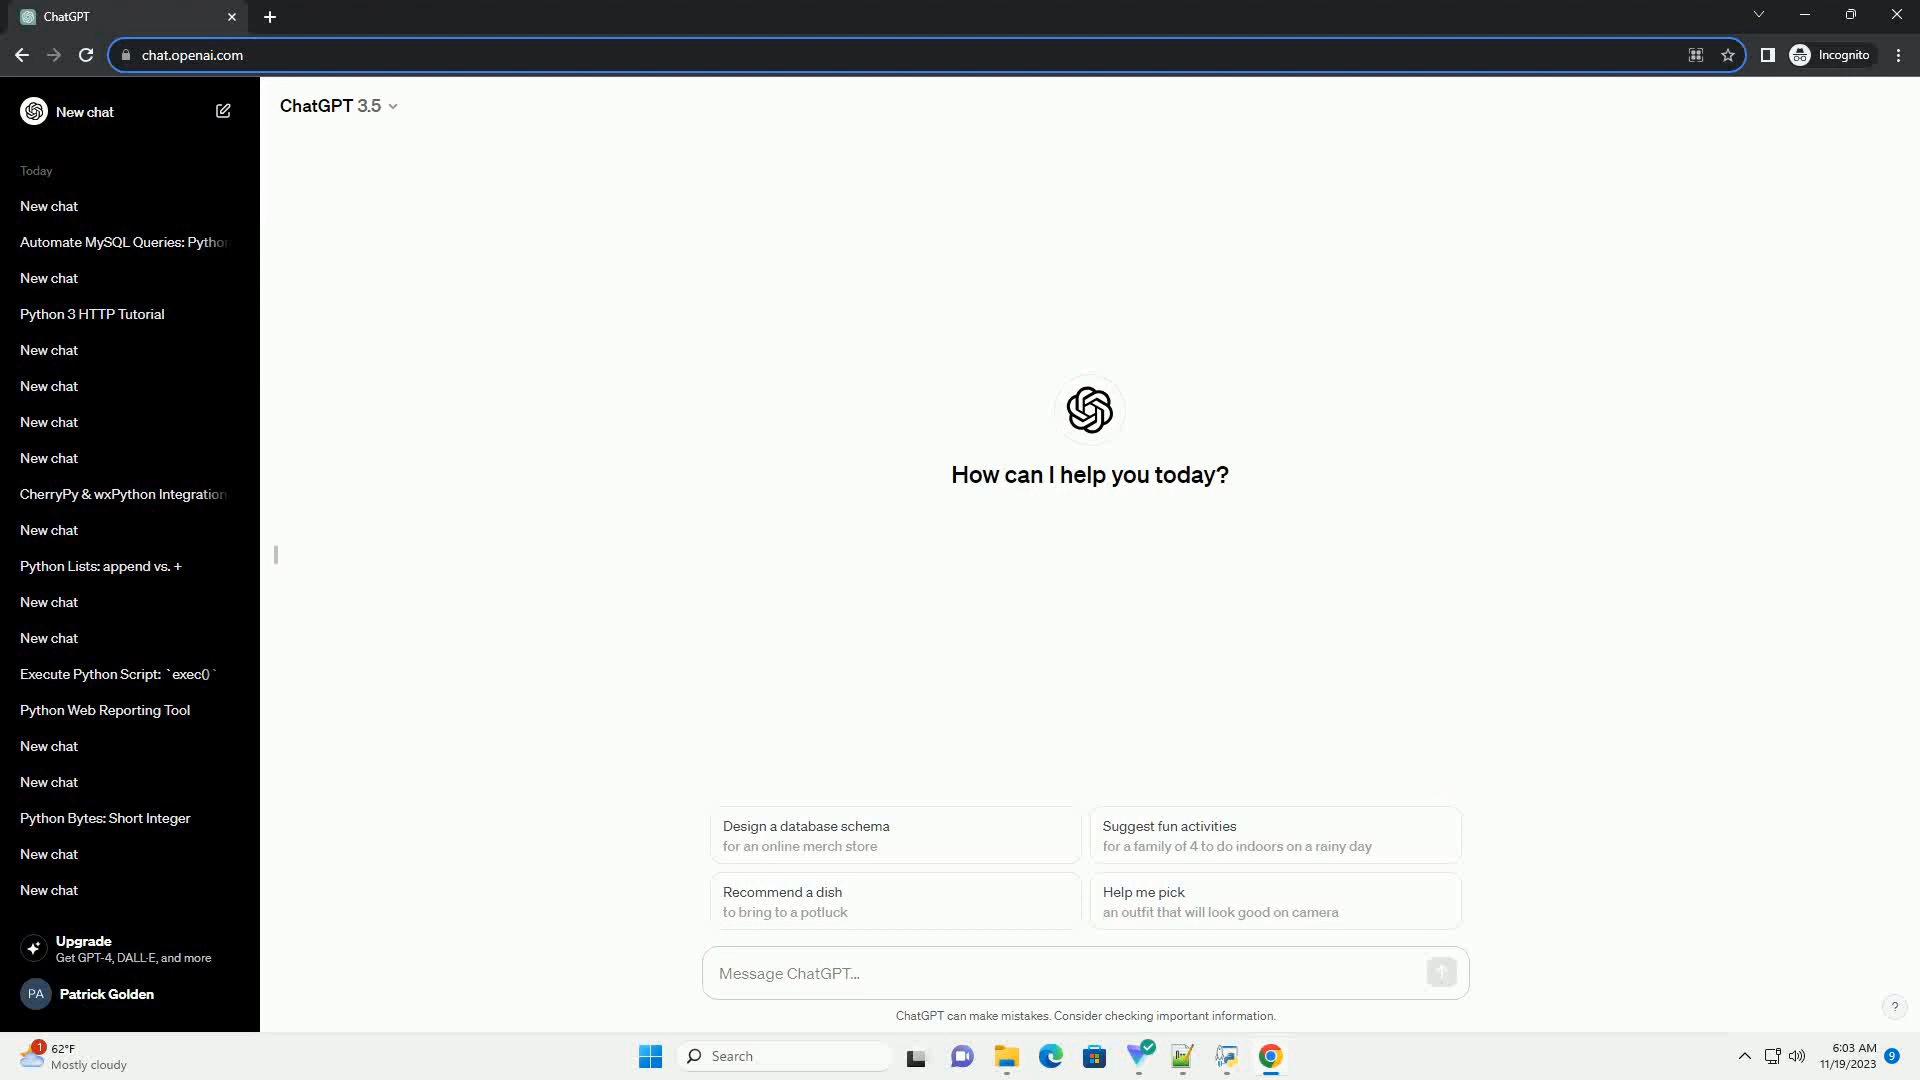 ChatGPT
chat.openai.com
Incognito
New chat
Today
New chat
Automate MySQL Queries: Pytho
New chat
Python 3 HTTP Tutorial
New chat
New chat
New chat
New chat
CherryPy & wxPython Integration
New chat
Python Lists: append vs. +
New chat
New chat
Execute Python Script: `exec()`
Python Web Reporting Tool
New chat
New chat
Python Bytes: Short Integer
New chat
New chat
Upgrade
Get GPT-4, DALL·E, and more
PA
Patrick Golden
ChatGPT 3.5
How can I help you today?
Design a database schema
for an online merch store
Suggest fun activities
for a family of 4 to do indoors on a rainy day
Recommend a dish
to bring to a potluck
Help me pick
an outfit that will look good on camera
Message ChatGPT...
ChatGPT can make mistakes. Consider checking important information.
?
1
62°F
Mostly cloudy
Search
6:03 AM
11/19/2023
9